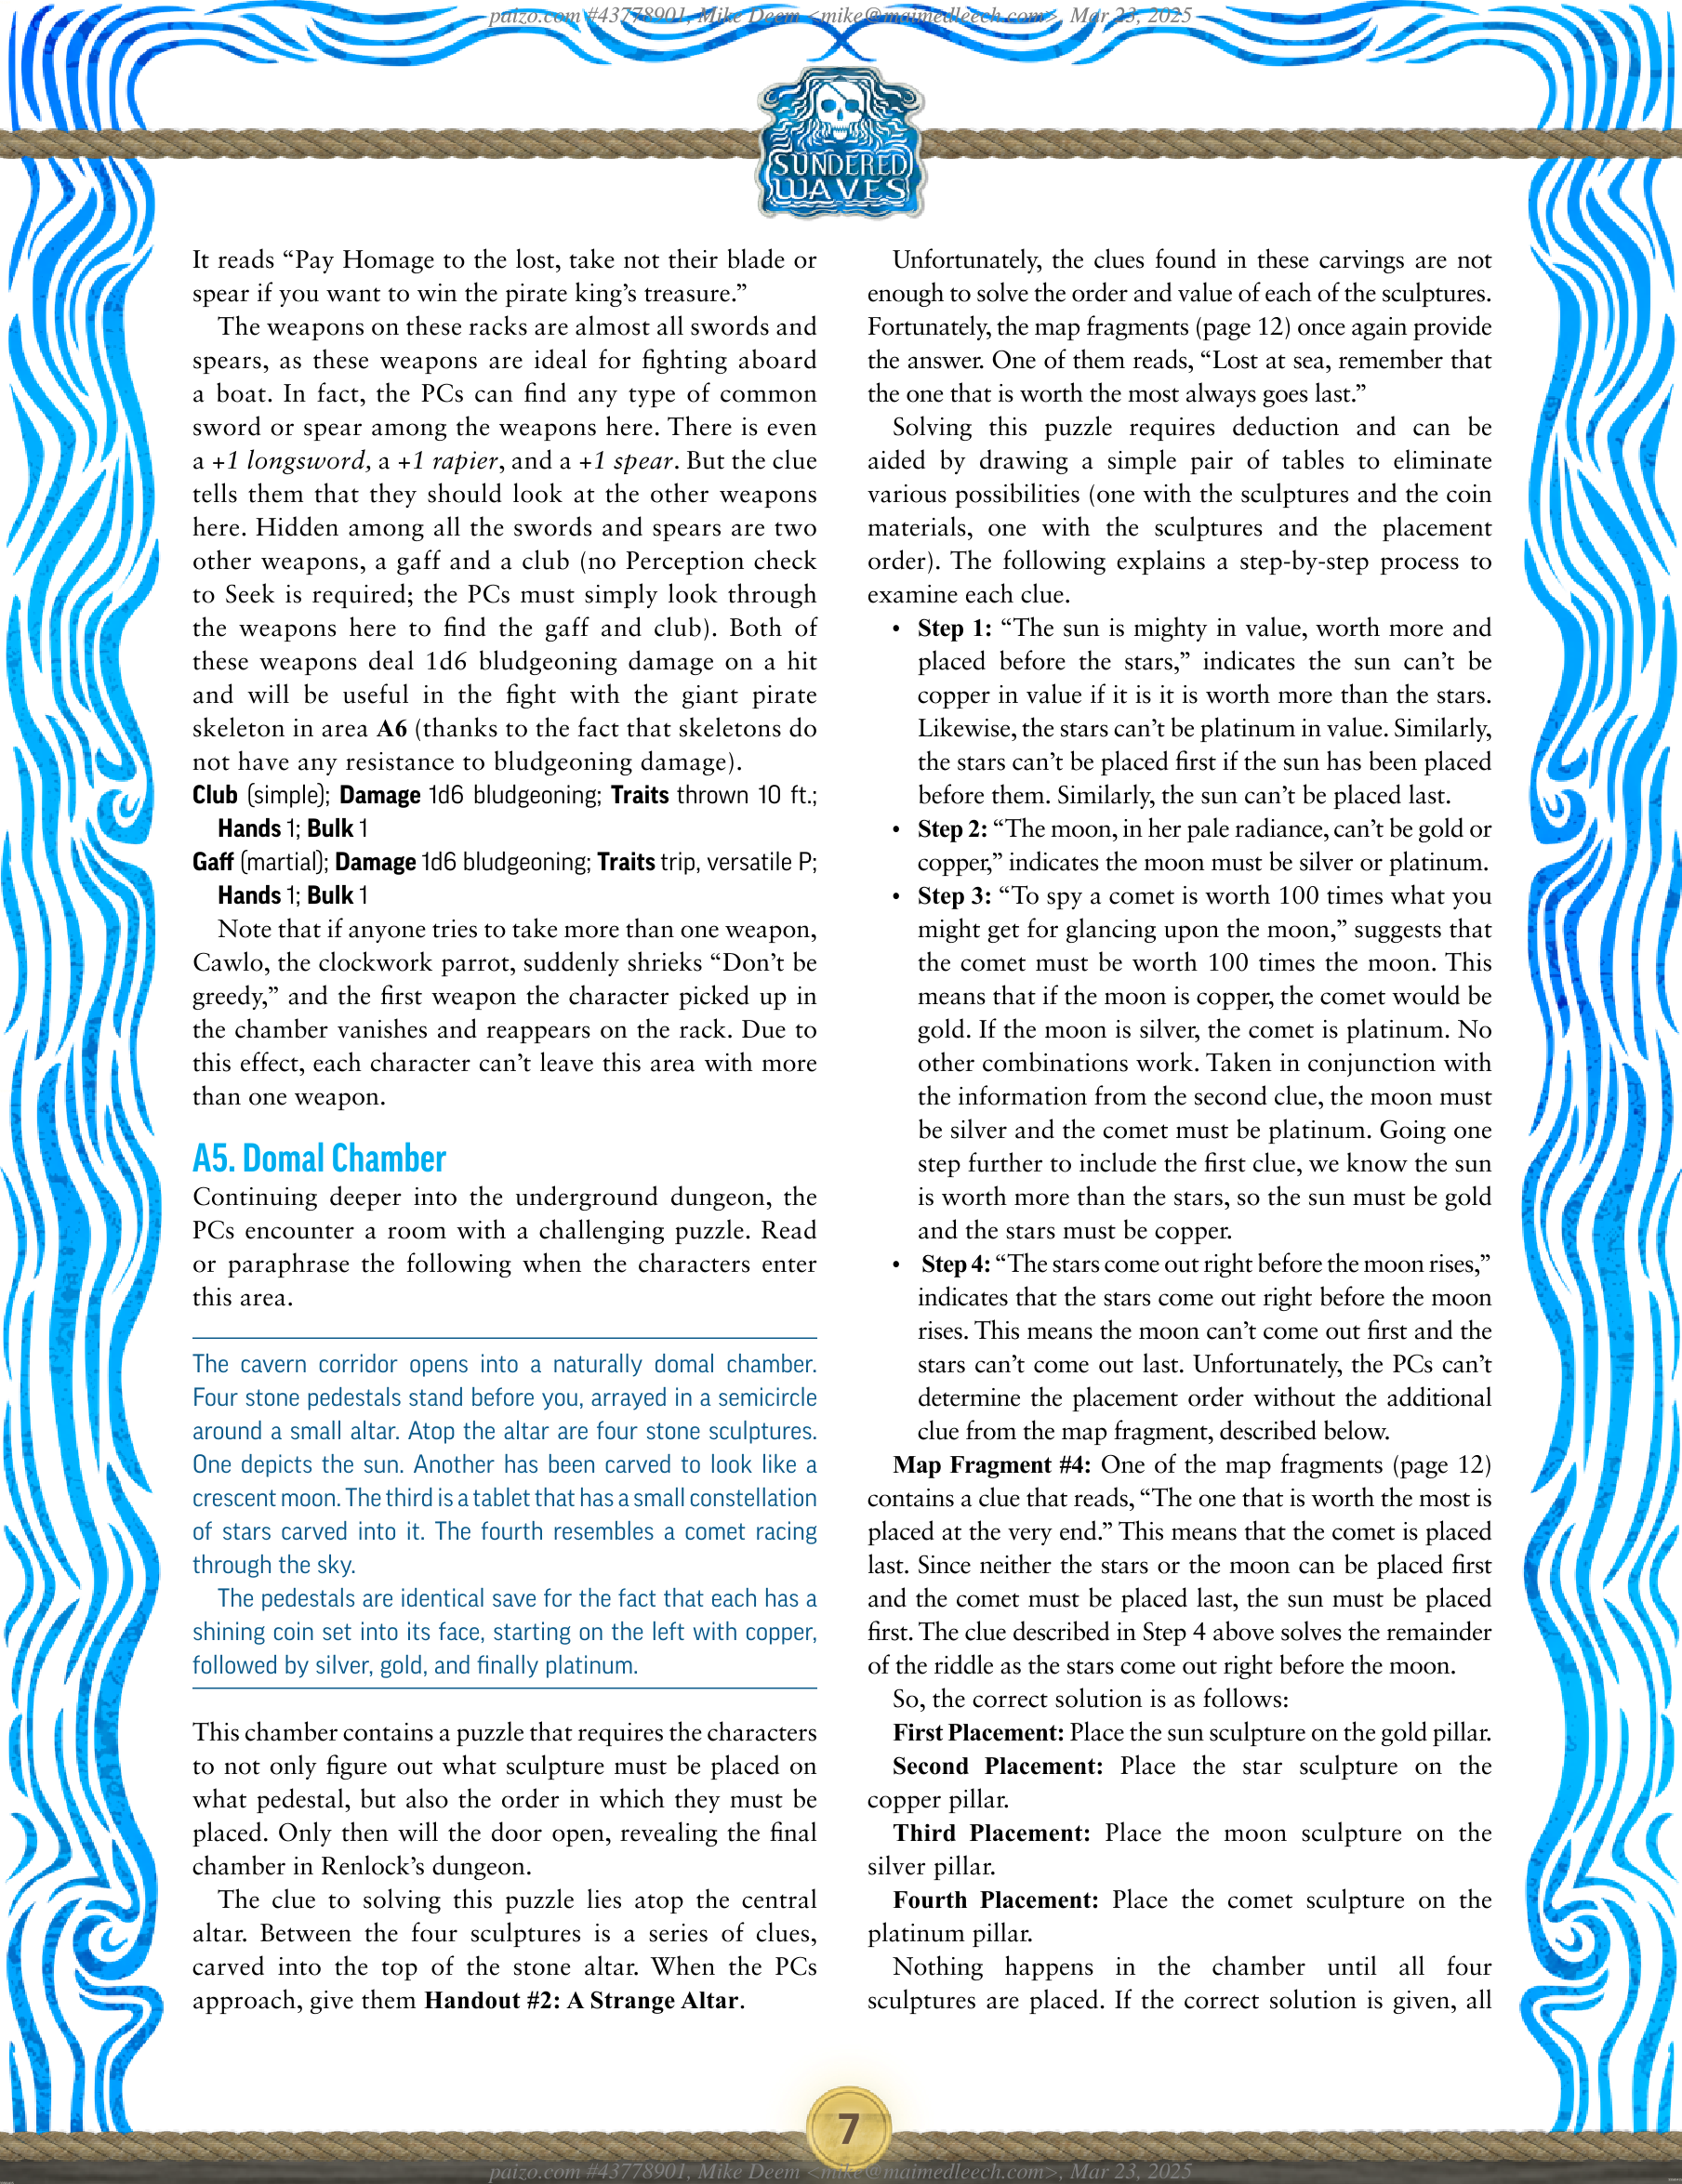 paizo.com #43778901, Mike Deem <mike@maimedleech.com>, Mar 23, 2025
SUNDERED
WAVES
It reads “Pay Homage to the lost, take not their blade or
spear if you want to win the pirate king’s treasure.”
The weapons on these racks are almost all swords and
spears, as these weapons are ideal for fighting aboard
a boat. In fact, the PCs can find any type of common
sword or spear among the weapons here. There is even
a +1 longsword, a +1 rapier, and a +1 spear. But the clue
tells them that they should look at the other weapons
here. Hidden among all the swords and spears are two
other weapons, a gaff and a club (no Perception check
to Seek is required; the PCs must simply look through
the weapons here to find the gaff and club). Both of
these weapons deal 1d6 bludgeoning damage on a hit
and will be useful in the fight with the giant pirate
skeleton in area A6 (thanks to the fact that skeletons do
not have any resistance to bludgeoning damage).
Club (simple); Damage 1d6 bludgeoning; Traits thrown 10 ft.;
Hands 1; Bulk 1
Gaff (martial); Damage 1d6 bludgeoning; Traits trip, versatile P;
Hands 1; Bulk 1
Note that if anyone tries to take more than one weapon,
Cawlo, the clockwork parrot, suddenly shrieks “Don’t be
greedy,” and the first weapon the character picked up in
the chamber vanishes and reappears on the rack. Due to
this effect, each character can’t leave this area with more
than one weapon.
A5. Domal Chamber
Continuing deeper into the underground dungeon, the
PCs encounter a room with a challenging puzzle. Read
or paraphrase the following when the characters enter
this area.
The cavern corridor opens into a naturally domal chamber.
Four stone pedestals stand before you, arrayed in a semicircle
around a small altar. Atop the altar are four stone sculptures.
One depicts the sun. Another has been carved to look like a
crescent moon. The third is a tablet that has a small constellation
of stars carved into it. The fourth resembles a comet racing
through the sky.
The pedestals are identical save for the fact that each has a
shining coin set into its face, starting on the left with copper,
followed by silver, gold, and finally platinum.
This chamber contains a puzzle that requires the characters
to not only figure out what sculpture must be placed on
what pedestal, but also the order in which they must be
placed. Only then will the door open, revealing the final
chamber in Renlock’s dungeon.
The clue to solving this puzzle lies atop the central
altar. Between the four sculptures is a series of clues,
carved into the top of the stone altar. When the PCs
approach, give them Handout #2: A Strange Altar.
Unfortunately, the clues found in these carvings are not
enough to solve the order and value of each of the sculptures.
Fortunately, the map fragments (page 12) once again provide
the answer. One of them reads, “Lost at sea, remember that
the one that is worth the most always goes last.”
Solving this puzzle requires deduction and can be
aided by drawing a simple pair of tables to eliminate
various possibilities (one with the sculptures and the coin
materials, one with the sculptures and the placement
order). The following explains a step-by-step process to
examine each clue.
• Step 1: “The sun is mighty in value, worth more and
placed before the stars,” indicates the sun can’t be
copper in value if it is it is worth more than the stars.
Likewise, the stars can’t be platinum in value. Similarly,
the stars can’t be placed first if the sun has been placed
before them. Similarly, the sun can’t be placed last.
• Step 2: “The moon, in her pale radiance, can’t be gold or
copper,” indicates the moon must be silver or platinum.
• Step 3: “To spy a comet is worth 100 times what you
might get for glancing upon the moon,” suggests that
the comet must be worth 100 times the moon. This
means that if the moon is copper, the comet would be
gold. If the moon is silver, the comet is platinum. No
other combinations work. Taken in conjunction with
the information from the second clue, the moon must
be silver and the comet must be platinum. Going one
step further to include the first clue, we know the sun
is worth more than the stars, so the sun must be gold
and the stars must be copper.
• Step 4: “The stars come out right before the moon rises,”
indicates that the stars come out right before the moon
rises. This means the moon can’t come out first and the
stars can’t come out last. Unfortunately, the PCs can’t
determine the placement order without the additional
clue from the map fragment, described below.
Map Fragment #4: One of the map fragments (page 12)
contains a clue that reads, “The one that is worth the most is
placed at the very end.” This means that the comet is placed
last. Since neither the stars or the moon can be placed first
and the comet must be placed last, the sun must be placed
first. The clue described in Step 4 above solves the remainder
of the riddle as the stars come out right before the moon.
So, the correct solution is as follows:
First Placement: Place the sun sculpture on the gold pillar.
Second Placement: Place the star sculpture on the
copper pillar.
Third Placement: Place the moon sculpture on the
silver pillar.
Fourth Placement: Place the comet sculpture on the
platinum pillar.
Nothing happens in the chamber until all four
sculptures are placed. If the correct solution is given, all
7
paizo.com #43778901, Mike Deem <mike@maimedleech.com>, Mar 23, 2025